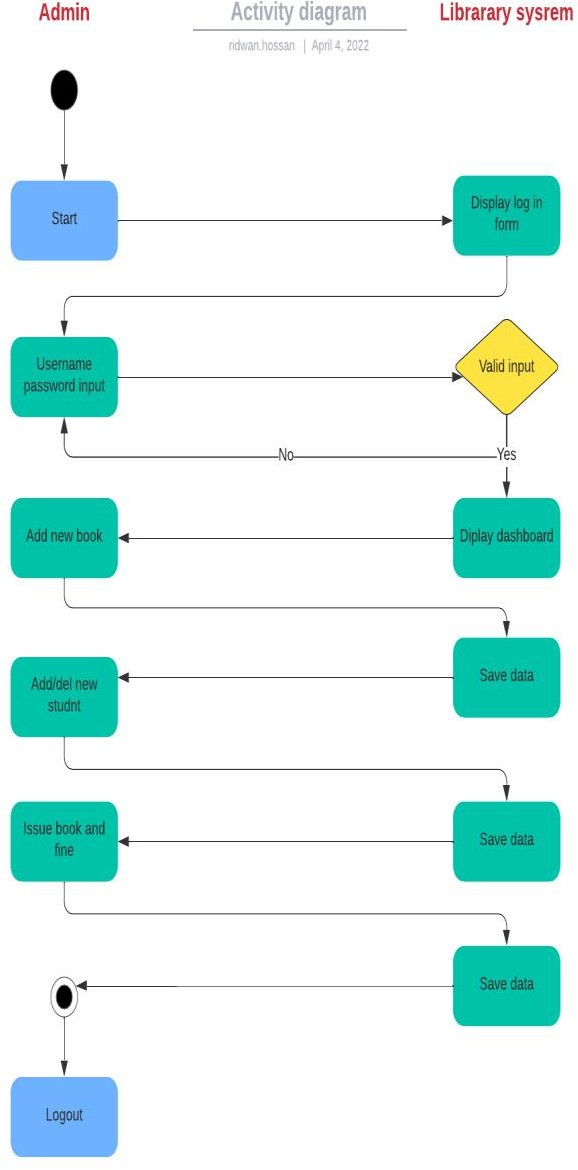 Admin
Activity diagram
Librarary sysrem
ridwan.hossan | April 4, 2022
Start
Display log in
form
Username
password input
Valid input
No
Yes
Add new book
Diplay dashboard
Add/del new
studnt
Save data
Issue book and
fine
Save data
Save data
Logout